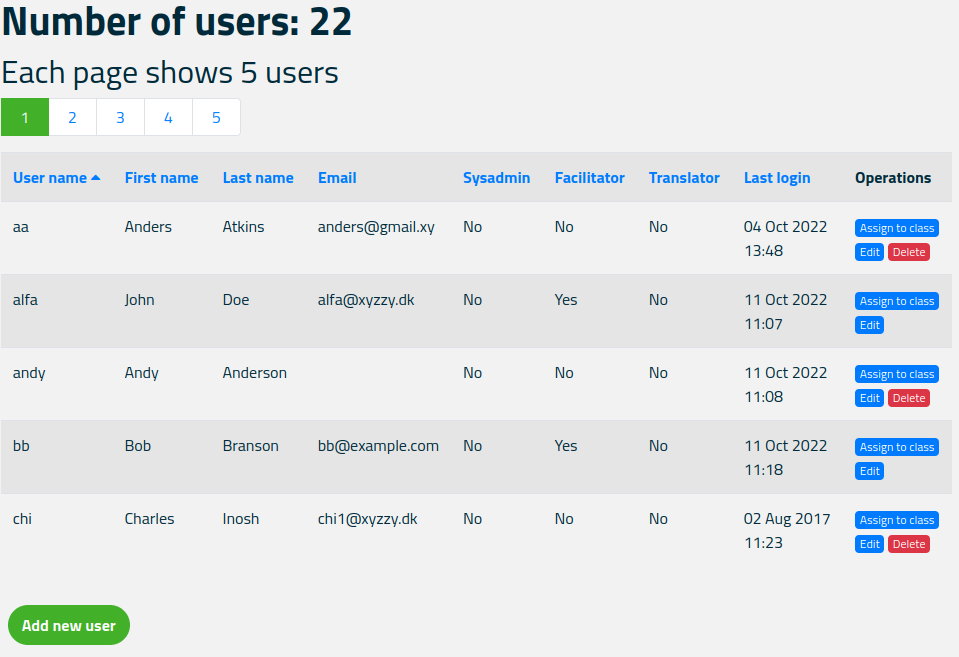 Number of users: 22
Each page shows 5 users
1 2 3 4 5
User name First name Last name Email Sysadmin Facilitator Translator Last login Operations
aa Anders Atkins anders@gmail.xy No No No 04 Oct 2022 Assign to class
13:48 Edit Delete
alfa John Doe alfa@xyzzy.dk No Yes No 11 Oct 2022 Assign to class
11:07 Edit
andy Andy Anderson No No No 11 Oct 2022 Assign to class
11:08 Edit Delete
bb Bob Branson bb@example.com No Yes No 11 Oct 2022 Assign to class
11:18 Edit
chi Charles Inosh chi1@xyzzy.dk No No No 02 Aug 2017 Assign to class
11:23 Edit Delete
Add new user